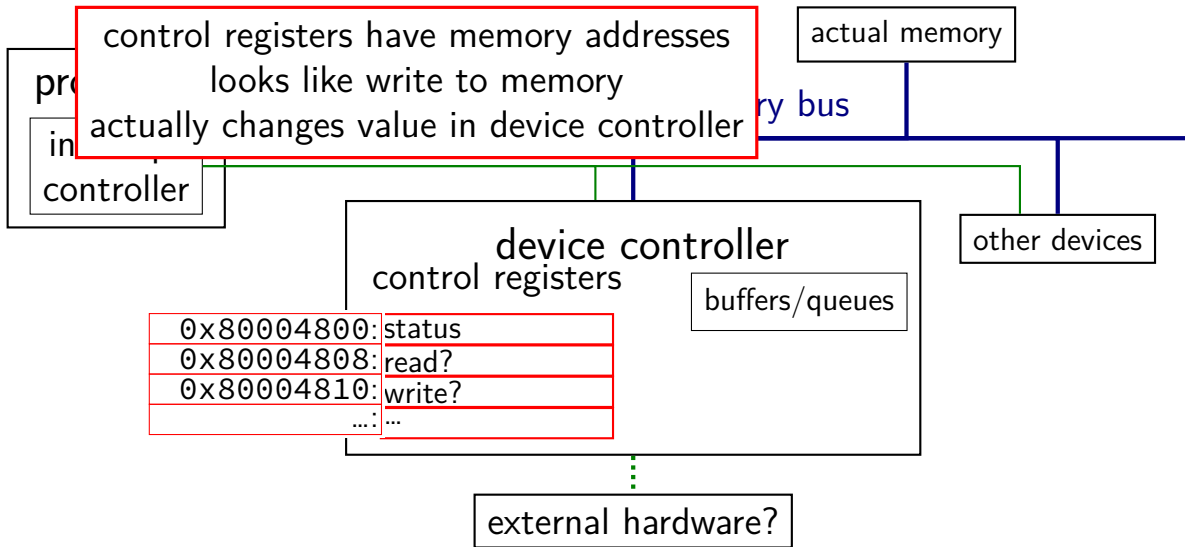 control registers have memory addresses
looks like write to memory
actually changes value in device controller
actual memory
bus
controller
other devices
device controller
control registers
buffers/queues
0x80004800: status
0x80004808: read?
0x80004810: write?
…: …
external hardware?